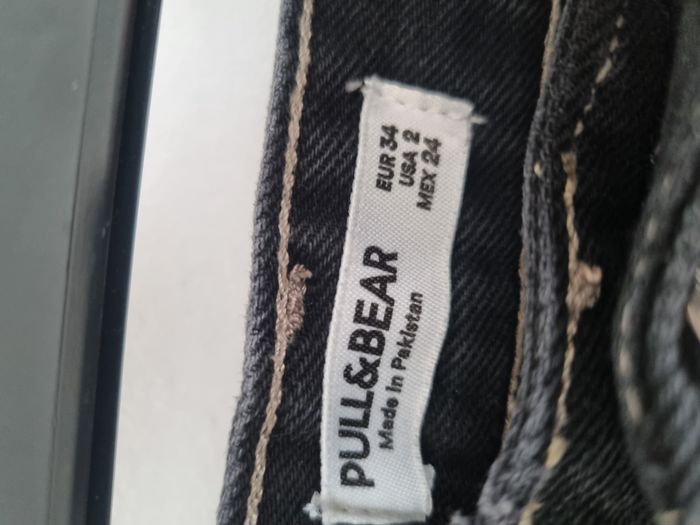 PULL&BEAR
Made in Pakistan
EUR 34
USA 2
MEX 24